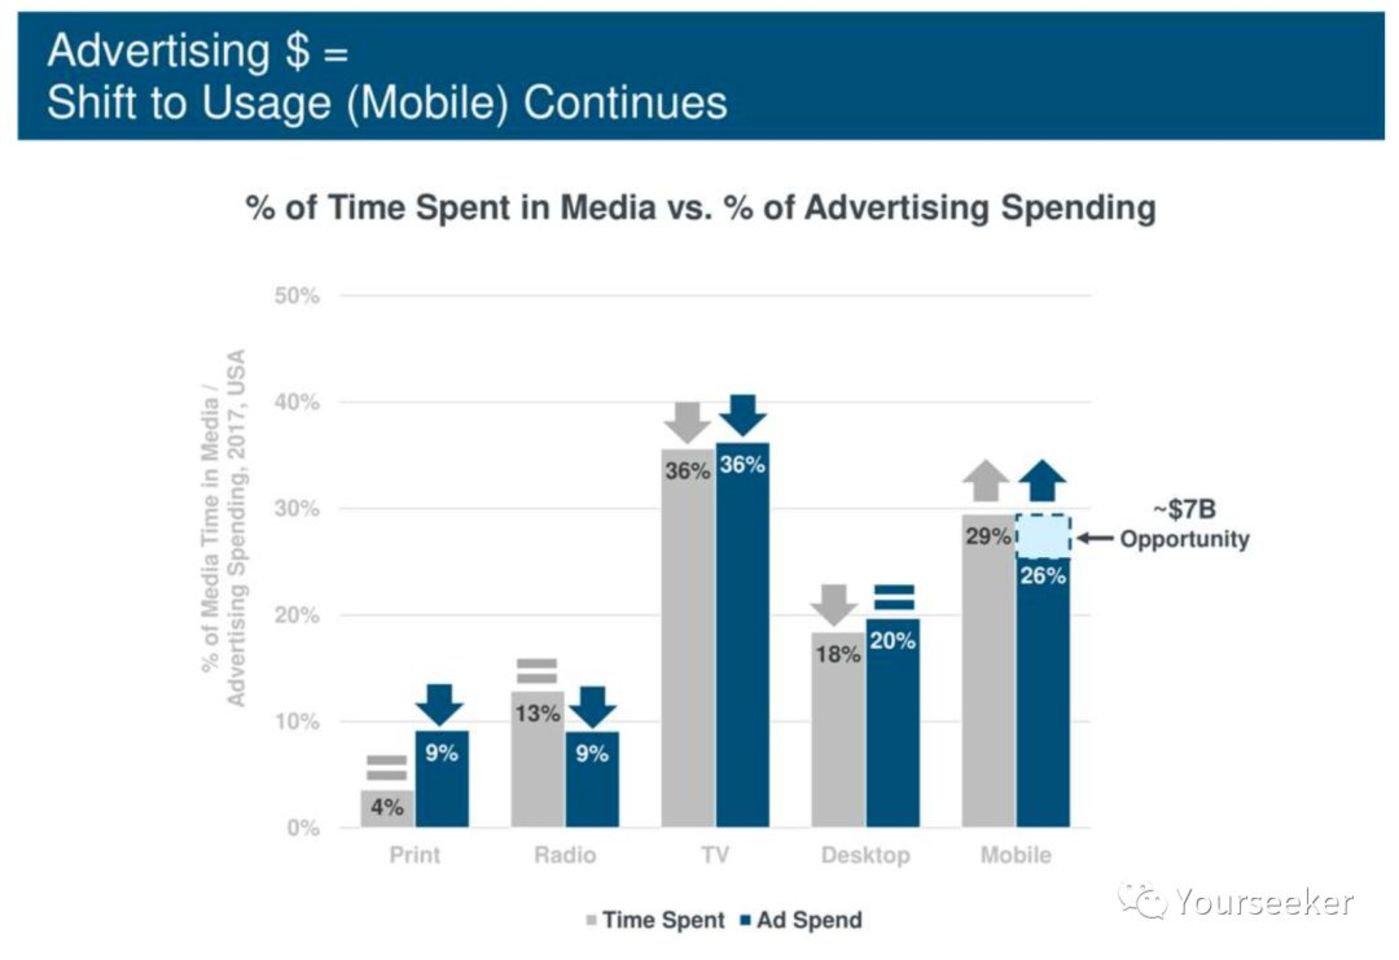 Advertising $ =
Shift to Usage (Mobile) Continues
% of Time Spent in Media vs. % of Advertising Spending
% of Media Time in Media /
Advertising Spending, 2017, USA
50%
40%
30%
20%
10%
0%
4%
9%
13%
9%
36%
36%
18%
20%
29%
26%
~$7B
Opportunity
Print
Radio
TV
Desktop
Mobile
Time Spent
Ad Spend
Yourseeker